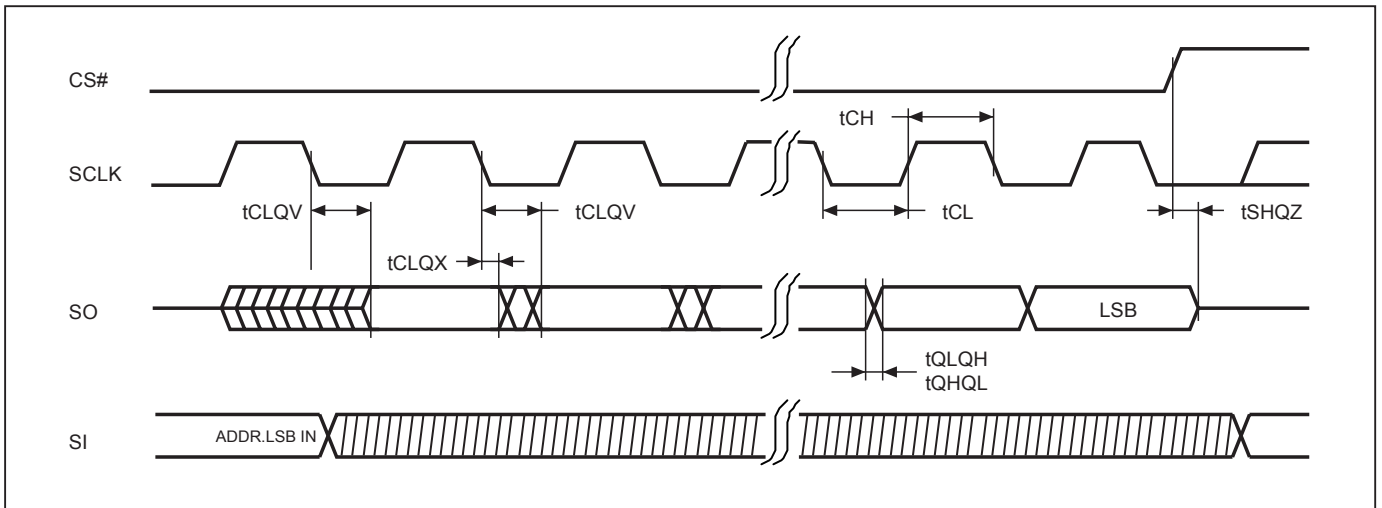 CS#
tCH
SCLK
tCLQV
tCLQV
tCL
tSHQZ
tCLQX
SO
LSB
tQLQH
tQHQL
SI
ADDR.LSB IN